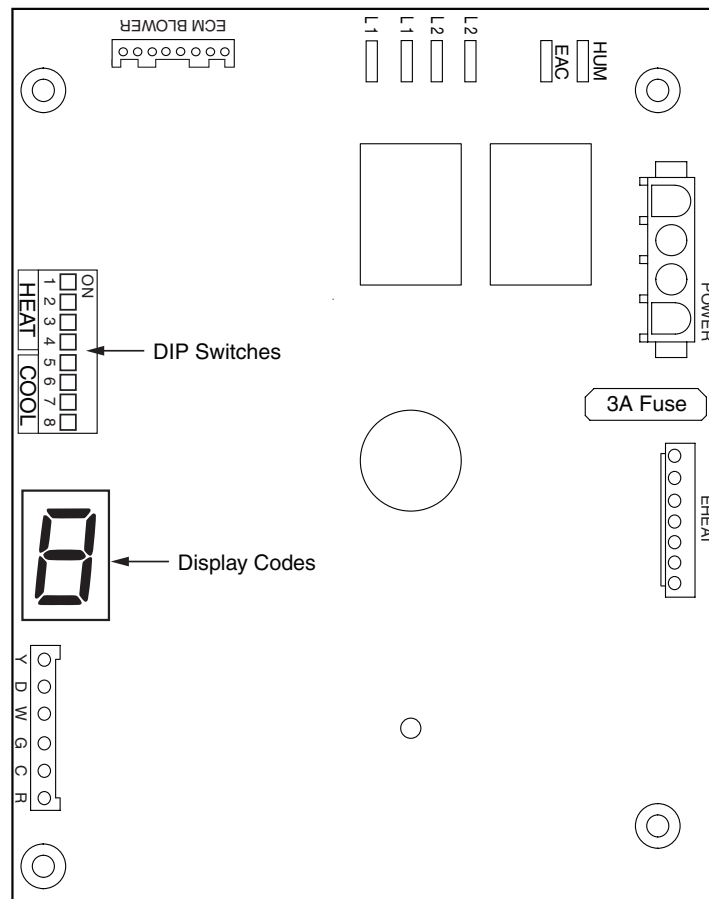 ECM BLOWER
L1
L1
L2
L2
EAC
HUM
POWER
ON
1
2
3
4
5
6
7
8
HEAT
COOL
DIP Switches
3A Fuse
EHEAT
Display Codes
8
Y
D
W
G
C
R